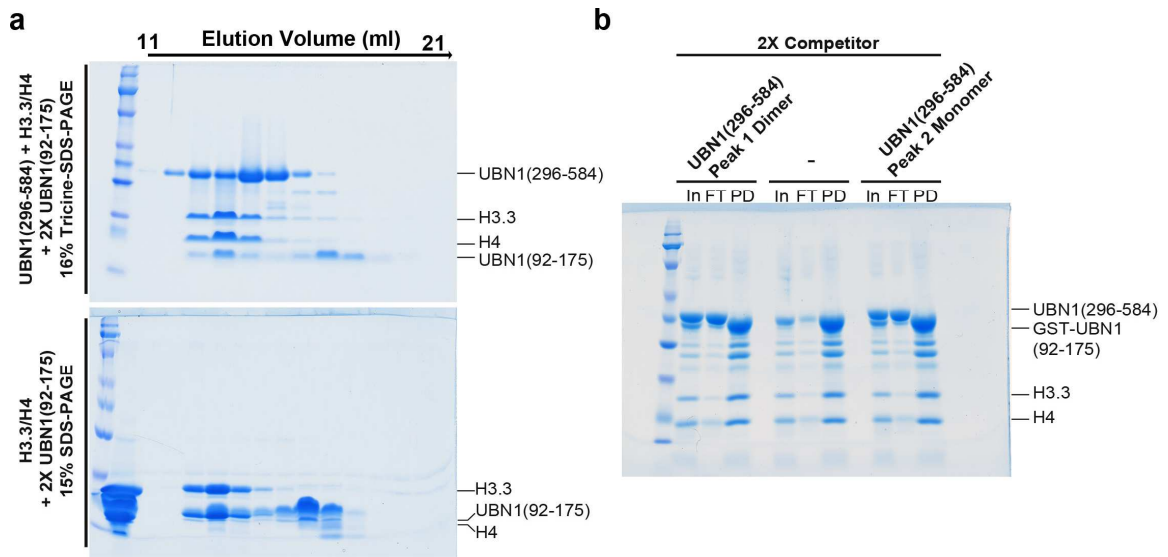 a
11 Elution Volume (ml) 21
UBN1(296-584) + H3.3/H4
+ 2X UBN1(92-175)
16% Tricine-SDS-PAGE
UBN1(296-584)
H3.3
H4
UBN1(92-175)
H3.3/H4
+ 2X UBN1(92-175)
15% SDS-PAGE
H3.3
UBN1(92-175)
H4
b
2X Competitor
UBN1(296-584)
Peak 1 Dimer
-
UBN1(296-584)
Peak 2 Monomer
In FT PD In FT PD In FT PD
UBN1(296-584)
GST-UBN1
(92-175)
H3.3
H4